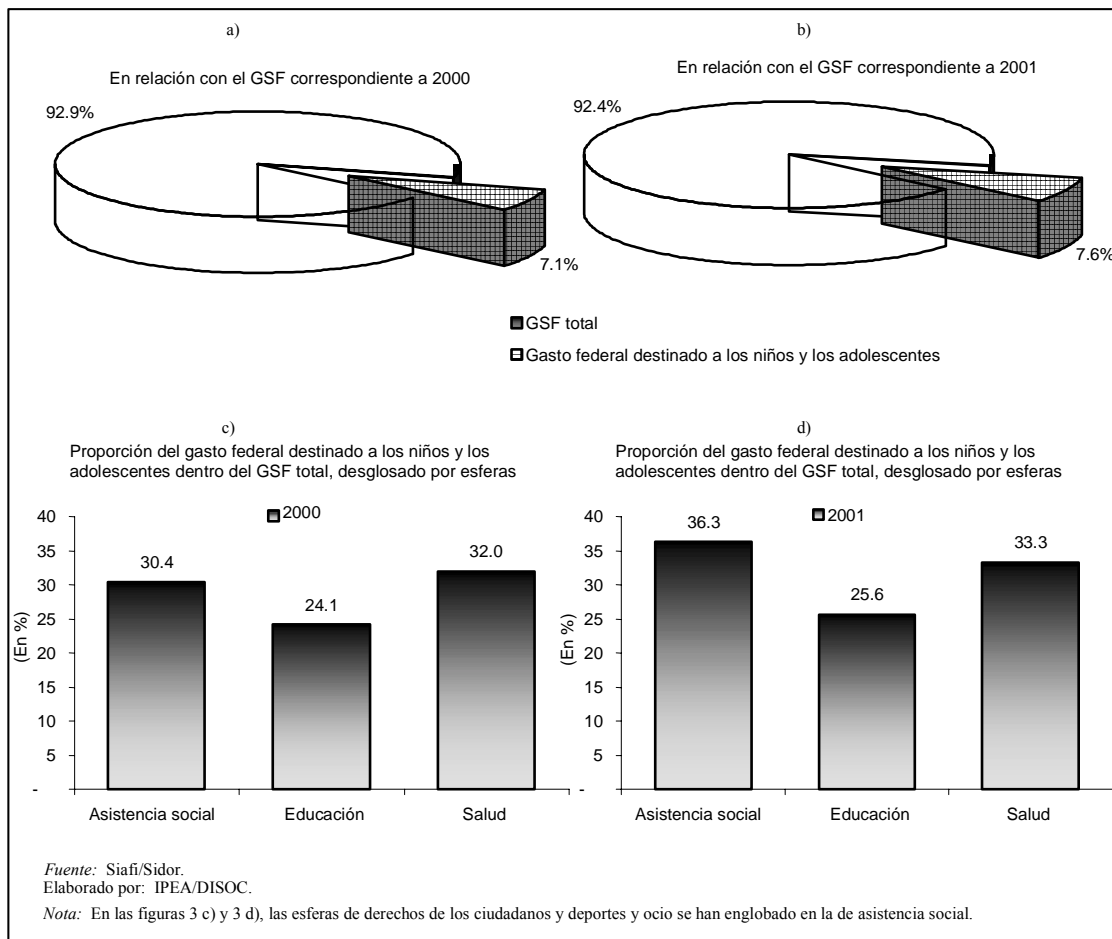 a)
b)
En relación con el GSF correspondiente a 2000
En relación con el GSF correspondiente a 2001
92.9%
92.4%
7.1%
7.6%
GSF total
Gasto federal destinado a los niños y los adolescentes
c)
Proporción del gasto federal destinado a los niños y los
adolescentes dentro del GSF total, desglosado por esferas
2000
(En %)
40
35
30
25
20
15
10
5
-
30.4
24.1
32.0
Asistencia social
Educación
Salud
d)
Proporción del gasto federal destinado a los niños y los
adolescentes dentro del GSF total, desglosado por esferas
2001
(En %)
40
35
30
25
20
15
10
5
-
36.3
25.6
33.3
Asistencia social
Educación
Salud
Fuente: Siafi/Sidor.
Elaborado por: IPEA/DISOC.
Nota: En las figuras 3 c) y 3 d), las esferas de derechos de los ciudadanos y deportes y ocio se han englobado en la de asistencia social.